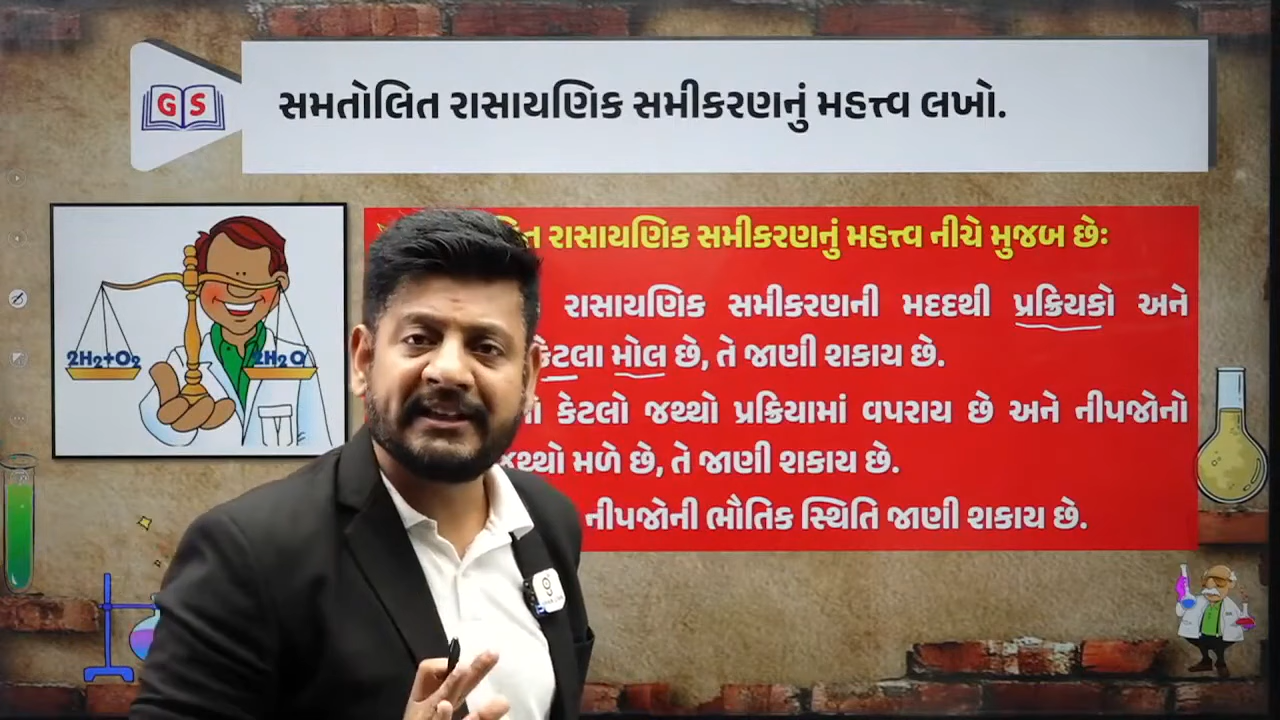 GS
સમતોલિત રાસાયણિક સમીકરણનું મહત્ત્વ લખો.
રાસાયણિક સમીકરણનું મહત્ત્વ નીચે મુજબ છેઃ
રાસાયણિક સમીકરણની મદદથી પ્રક્રિયકો અને
કેટલા મોલ છે, તે જાણી શકાય છે.
કેટલો જથ્થો પ્રક્રિયામાં વપરાય છે અને નીપજોનો
જથ્થો મળે છે, તે જાણી શકાય છે.
નીપજોની ભૌતિક સ્થિતિ જાણી શકાય છે.
2H2+O2
2H2O